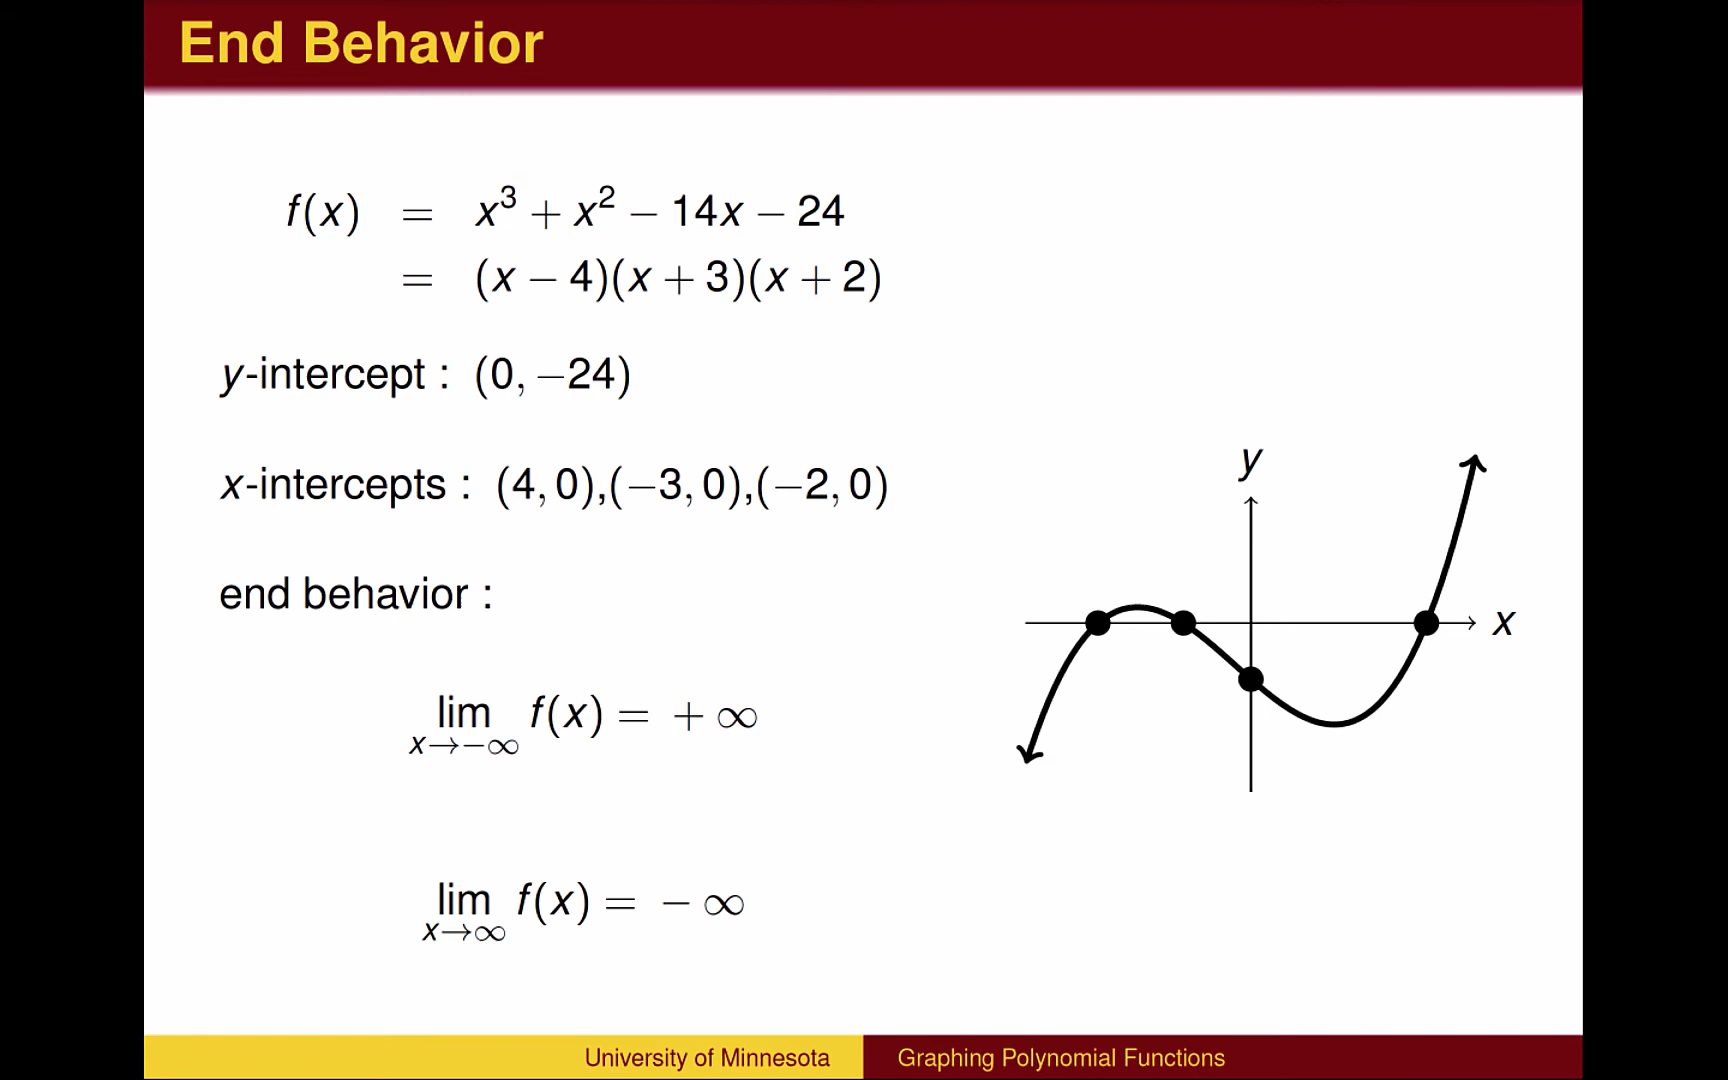 End Behavior
f(x) = x³ + x² − 14x − 24
= (x − 4)(x + 3)(x + 2)
y-intercept : (0, −24)
x-intercepts : (4, 0),(−3, 0),(−2, 0)
end behavior :
lim x→−∞ f(x) = + ∞
lim x→∞ f(x) = − ∞
y
x
University of Minnesota
Graphing Polynomial Functions